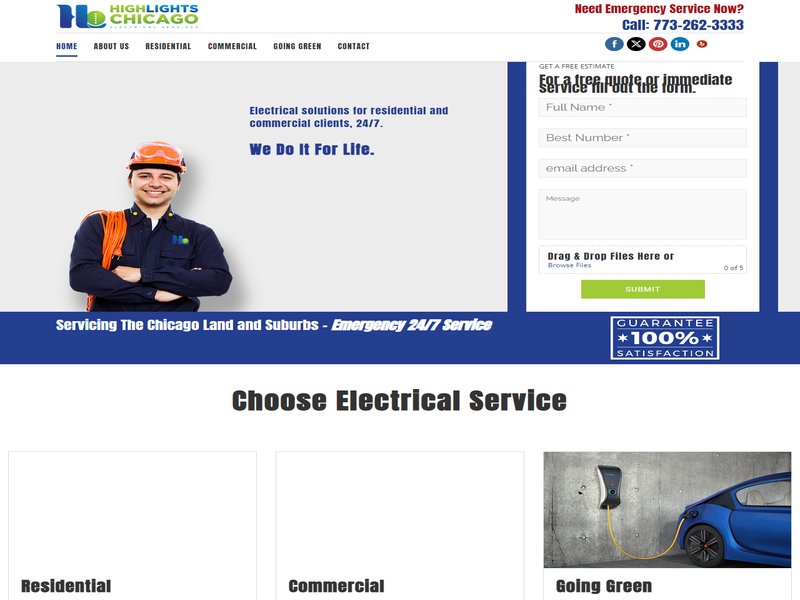 HIGHLIGHTS
CHICAGO
Need Emergency Service Now?
Call: 773-262-3333
HOME
ABOUT US
RESIDENTIAL
COMMERCIAL
GOING GREEN
CONTACT
Electrical solutions for residential and
commercial clients, 24/7.
We Do It For Life.
GET A FREE ESTIMATE
For a free quote or immediate
service fill out the form.
Full Name *
Best Number *
email address *
Message
Drag & Drop Files Here or
Browse Files
0 of 5
SUBMIT
Servicing The Chicago Land and Suburbs - Emergency 24/7 Service
GUARANTEE
100%
SATISFACTION
Choose Electrical Service
Residential
Commercial
Going Green